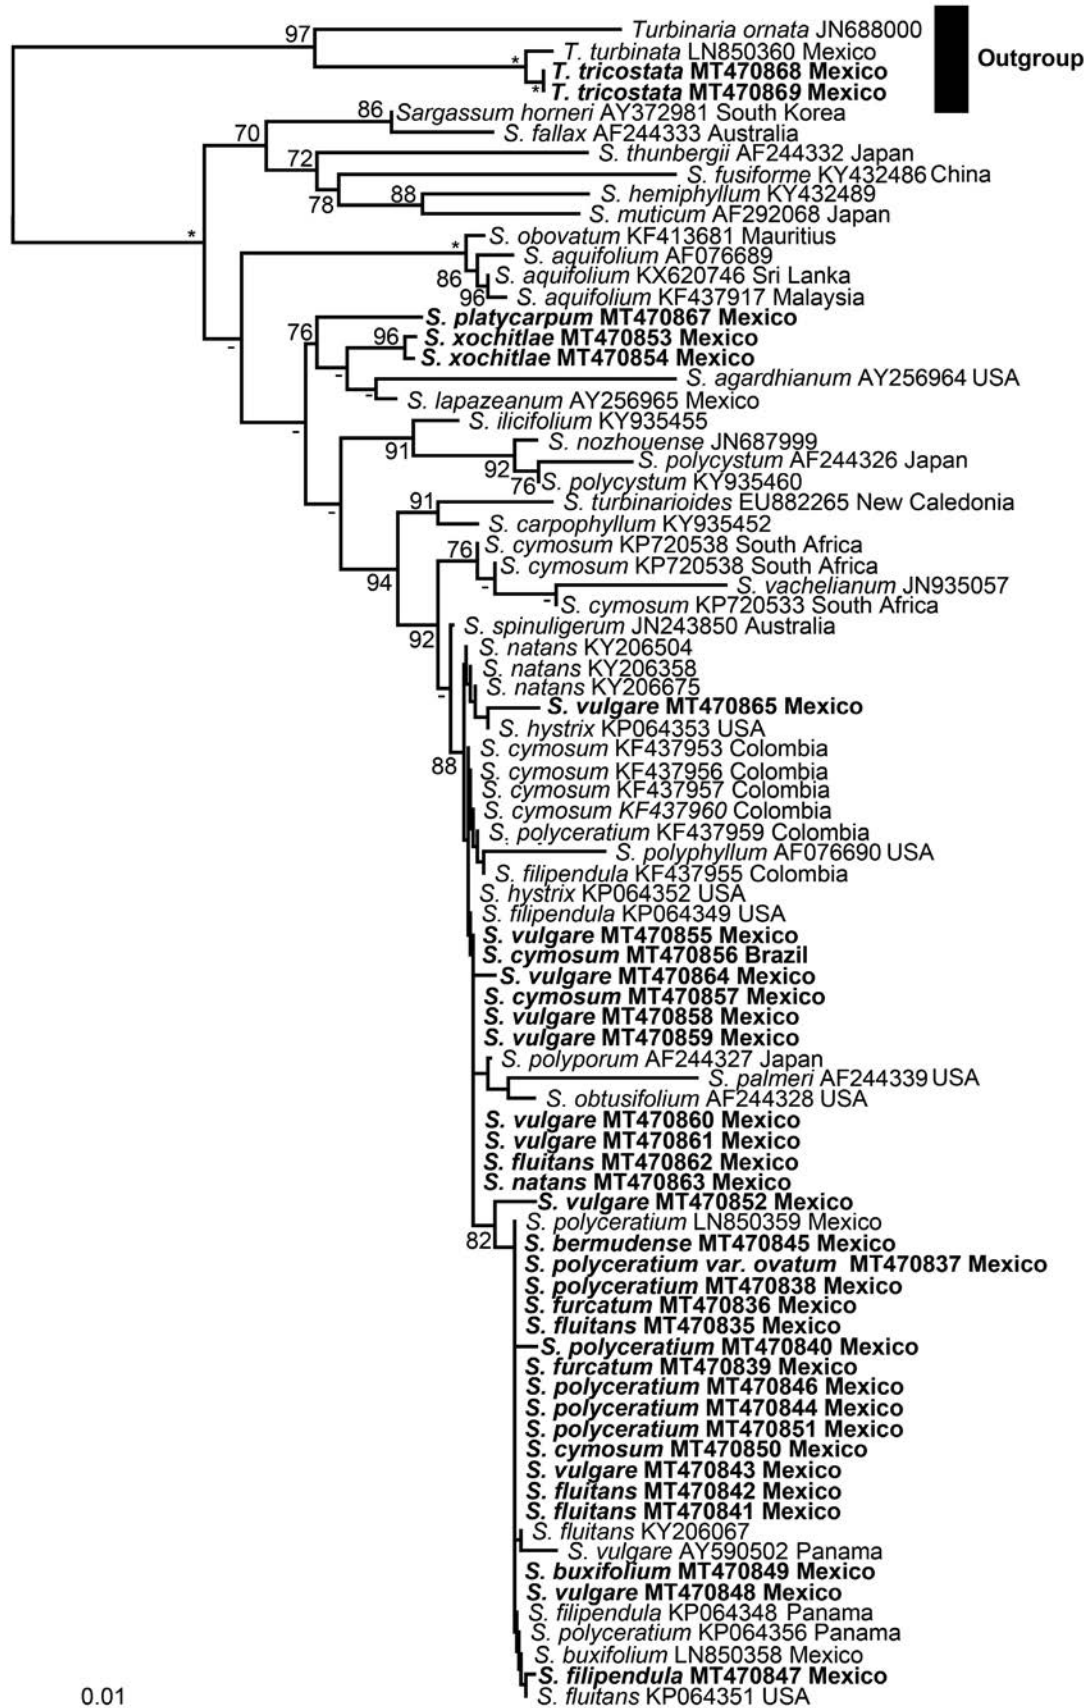 97
Turbinaria ornata JN688000
T. turbinata LN850360 Mexico
*
Outgroup
T. tricostata MT470868 Mexico
* T. tricostata MT470869 Mexico
86 Sargassum horneri AY372981 South Korea
70 S. fallax AF244333 Australia
72 S. thunbergii AF244332 Japan
S. fusiforme KY432486 China
78 88 S. hemiphyllum KY432489
S. muticum AF292068 Japan
* * S. obovatum KF413681 Mauritius
S. aquifolium AF076689
86 S. aquifolium KX620746 Sri Lanka
96 S. aquifolium KF437917 Malaysia
S. platycarpum MT470867 Mexico
76 96 S. xochitlae MT470853 Mexico
- S. xochitlae MT470854 Mexico
- S. agardhianum AY256964 USA
- S. lapazeanum AY256965 Mexico
- S. ilicifolium KY935455
91 S. nozhouense JN687999
92 S. polycystum AF244326 Japan
76 S. polycystum KY935460
91 S. turbinarioides EU882265 New Caledonia
- S. carpophyllum KY935452
76 S. cymosum KP720538 South Africa
S. cymosum KP720538 South Africa
94 - S. vachelianum JN935057
- S. cymosum KP720533 South Africa
S. spinuligerum JN243850 Australia
92 S. natans KY206504
S. natans KY206358
- S. natans KY206675
S. vulgare MT470865 Mexico
S. hystrix KP064353 USA
S. cymosum KF437953 Colombia
88 S. cymosum KF437956 Colombia
S. cymosum KF437957 Colombia
S. cymosum KF437960 Colombia
S. polyceratium KF437959 Colombia
S. polyphyllum AF076690 USA
S. filipendula KF437955 Colombia
S. hystrix KP064352 USA
S. filipendula KP064349 USA
S. vulgare MT470855 Mexico
S. cymosum MT470856 Brazil
S. vulgare MT470864 Mexico
S. cymosum MT470857 Mexico
S. vulgare MT470858 Mexico
S. vulgare MT470859 Mexico
S. polyporum AF244327 Japan
S. palmeri AF244339 USA
S. obtusifolium AF244328 USA
S. vulgare MT470860 Mexico
S. vulgare MT470861 Mexico
S. fluitans MT470862 Mexico
S. natans MT470863 Mexico
S. vulgare MT470852 Mexico
S. polyceratium LN850359 Mexico
82 S. bermudense MT470845 Mexico
S. polyceratium var. ovatum MT470837 Mexico
S. polyceratium MT470838 Mexico
S. furcatum MT470836 Mexico
S. fluitans MT470835 Mexico
S. polyceratium MT470840 Mexico
S. furcatum MT470839 Mexico
S. polyceratium MT470846 Mexico
S. polyceratium MT470844 Mexico
S. polyceratium MT470851 Mexico
S. cymosum MT470850 Mexico
S. vulgare MT470843 Mexico
S. fluitans MT470842 Mexico
S. fluitans MT470841 Mexico
S. fluitans KY206067
S. vulgare AY590502 Panama
S. buxifolium MT470849 Mexico
S. vulgare MT470848 Mexico
S. filipendula KP064348 Panama
S. polyceratium KP064356 Panama
S. buxifolium LN850358 Mexico
S. filipendula MT470847 Mexico
0.01 S. fluitans KP064351 USA